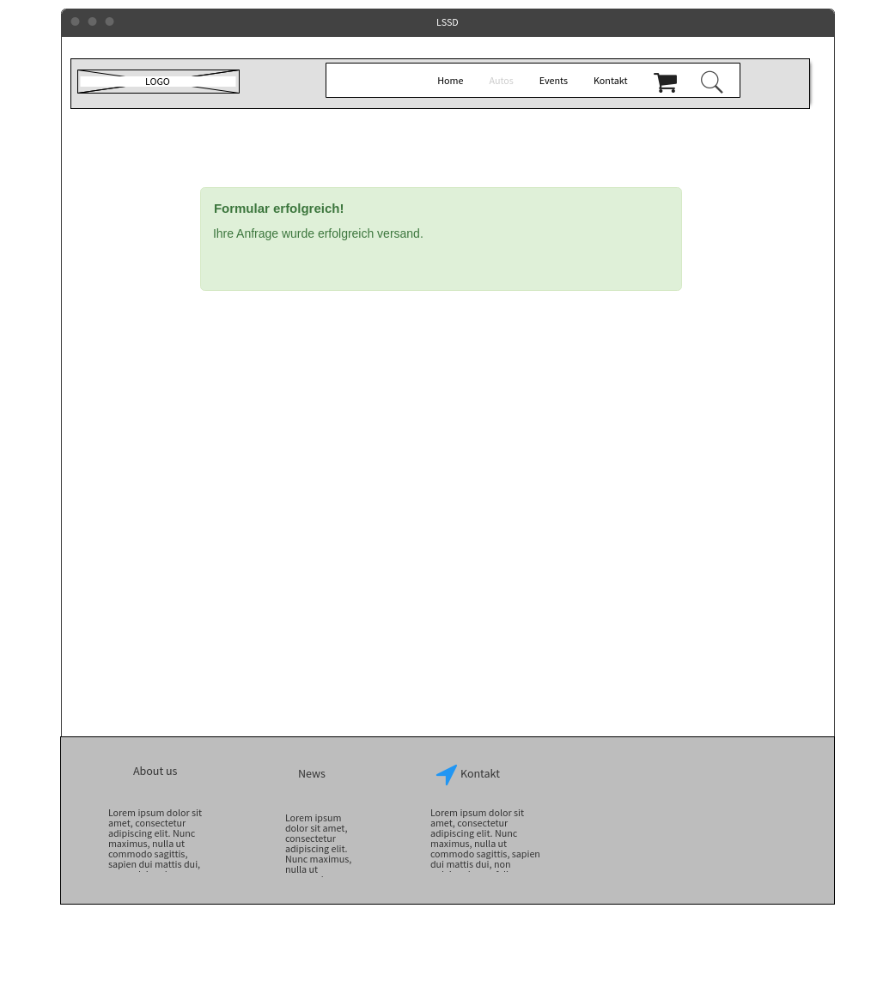 LSSD
LOGO
Home Autos Events Kontakt
Formular erfolgreich!
Ihre Anfrage wurde erfolgreich versand.
About us
Lorem ipsum dolor sit
amet, consectetur
adipiscing elit. Nunc
maximus, nulla ut
commodo sagittis,
sapien dui mattis dui,
News
Lorem ipsum
dolor sit amet,
consectetur
adipiscing elit.
Nunc maximus,
nulla ut
Kontakt
Lorem ipsum dolor sit
amet, consectetur
adipiscing elit. Nunc
maximus, nulla ut
commodo sagittis, sapien
dui mattis dui, non